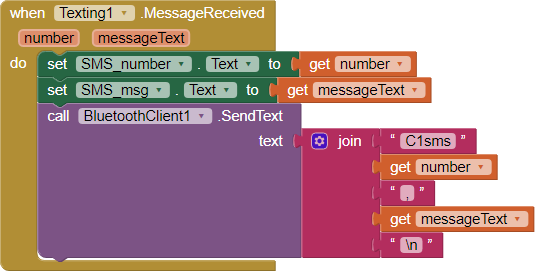 when Texting1 .MessageReceived
number messageText
do set SMS_number . Text to get number
set SMS_msg . Text to get messageText
call BluetoothClient1 .SendText
text join " C1sms "
get number
" , "
get messageText
" \n "